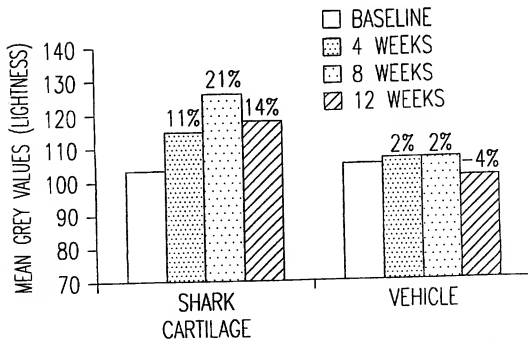 BASELINE
4 WEEKS
8 WEEKS
12 WEEKS
MEAN GREY VALUES (LIGHTNESS)
140
130
120
110
100
90
80
70
11%
21%
14%
2%
2%
-4%
SHARK
CARTILAGE
VEHICLE